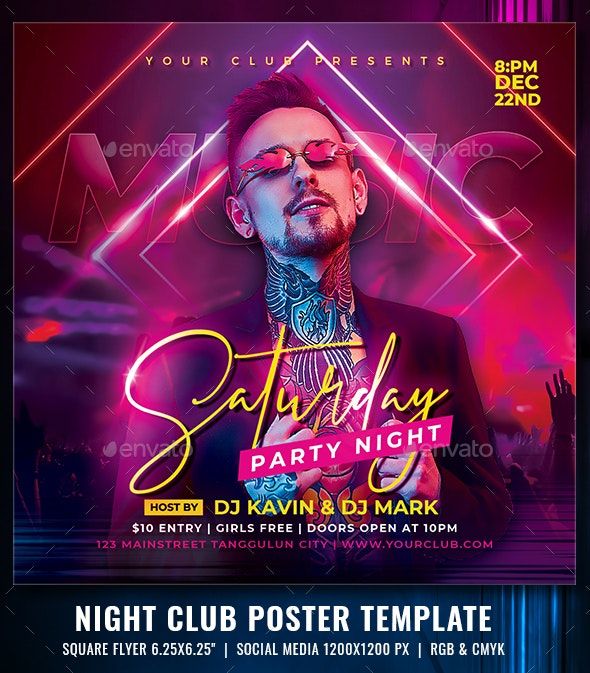 YOUR CLUB PRESENTS
8:PM
DEC
22ND
MUSIC
envato
envato
Saturday
PARTY NIGHT
envato
envato
HOST BY DJ KAVIN & DJ MARK
$10 ENTRY | GIRLS FREE | DOORS OPEN AT 10PM
123 MAINSTREET TANGGULUN CITY | WWW.YOURCLUB.COM
NIGHT CLUB POSTER TEMPLATE
SQUARE FLYER 6.25X6.25" | SOCIAL MEDIA 1200X1200 PX | RGB & CMYK